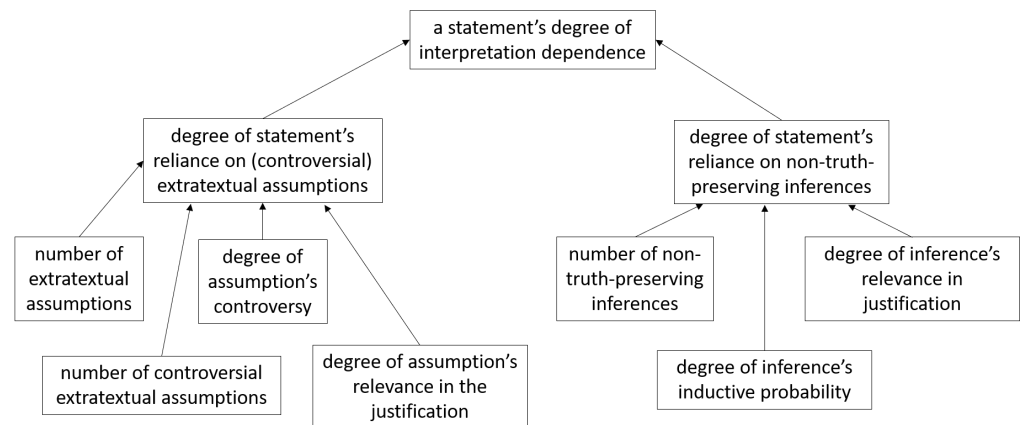 a statement's degree of
interpretation dependence
degree of statement's
reliance on (controversial)
extratextual assumptions
degree of statement's
reliance on non-truth-
preserving inferences
number of
extratextual
assumptions
degree of
assumption's
controversy
number of non-
truth-preserving
inferences
degree of inference's
relevance in
justification
number of controversial
extratextual assumptions
degree of assumption's
relevance in the
justification
degree of inference's
inductive probability